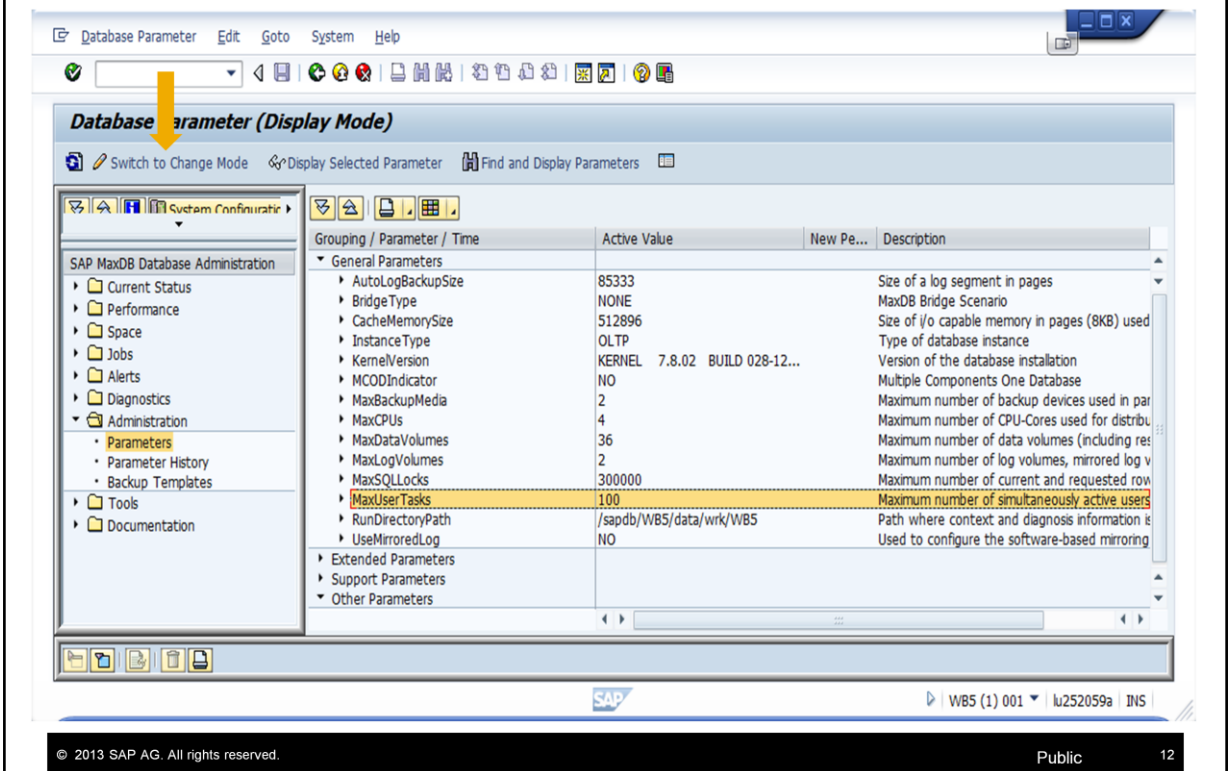 Database Parameter Edit Goto System Help
Database Parameter (Display Mode)
Switch to Change Mode Display Selected Parameter Find and Display Parameters
System Configuratic
SAP MaxDB Database Administration
Current Status
Performance
Space
Jobs
Alerts
Diagnostics
Administration
Parameters
Parameter History
Backup Templates
Tools
Documentation
Grouping / Parameter / Time Active Value New Pe... Description
General Parameters
AutoLogBackupSize 85333 Size of a log segment in pages
BridgeType NONE MaxDB Bridge Scenario
CacheMemorySize 512896 Size of i/o capable memory in pages (8KB) used
InstanceType OLTP Type of database instance
KernelVersion KERNEL 7.8.02 BUILD 028-12... Version of the database installation
MCODIndicator NO Multiple Components One Database
MaxBackupMedia 2 Maximum number of backup devices used in par
MaxCPUs 4 Maximum number of CPU-Cores used for distribu
MaxDataVolumes 36 Maximum number of data volumes (including res
MaxLogVolumes 2 Maximum number of log volumes, mirrored log v
MaxSQLLocks 300000 Maximum number of current and requested row
MaxUserTasks 100 Maximum number of simultaneously active users
RunDirectoryPath /sapdb/WB5/data/wrk/WB5 Path where context and diagnosis information is
UseMirroredLog NO Used to configure the software-based mirroring
Extended Parameters
Support Parameters
Other Parameters
SAP WB5 (1) 001 lu252059a INS
© 2013 SAP AG. All rights reserved. Public 12